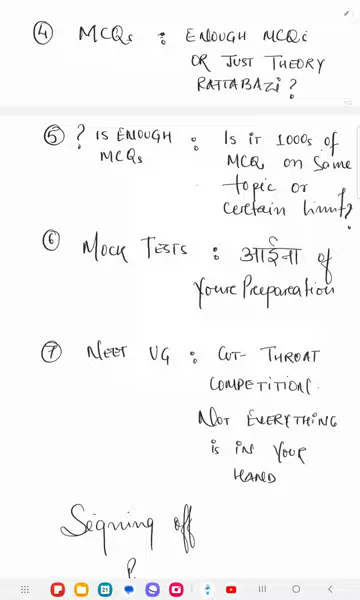 ④ MCQs : ENOUGH MCQs
OR JUST THEORY
RATTABAZI?
⑤ ? IS ENOUGH : IS IT 1000s OF
MCQs MCQ ON SAME
topic or
certain limit?
⑥ MOCK TESTS : आईना of
Your Preparation
⑦ NEET UG : CUT-THROAT
COMPETITION.
NOT EVERYTHING
is IN YOUR
HAND
Signing off